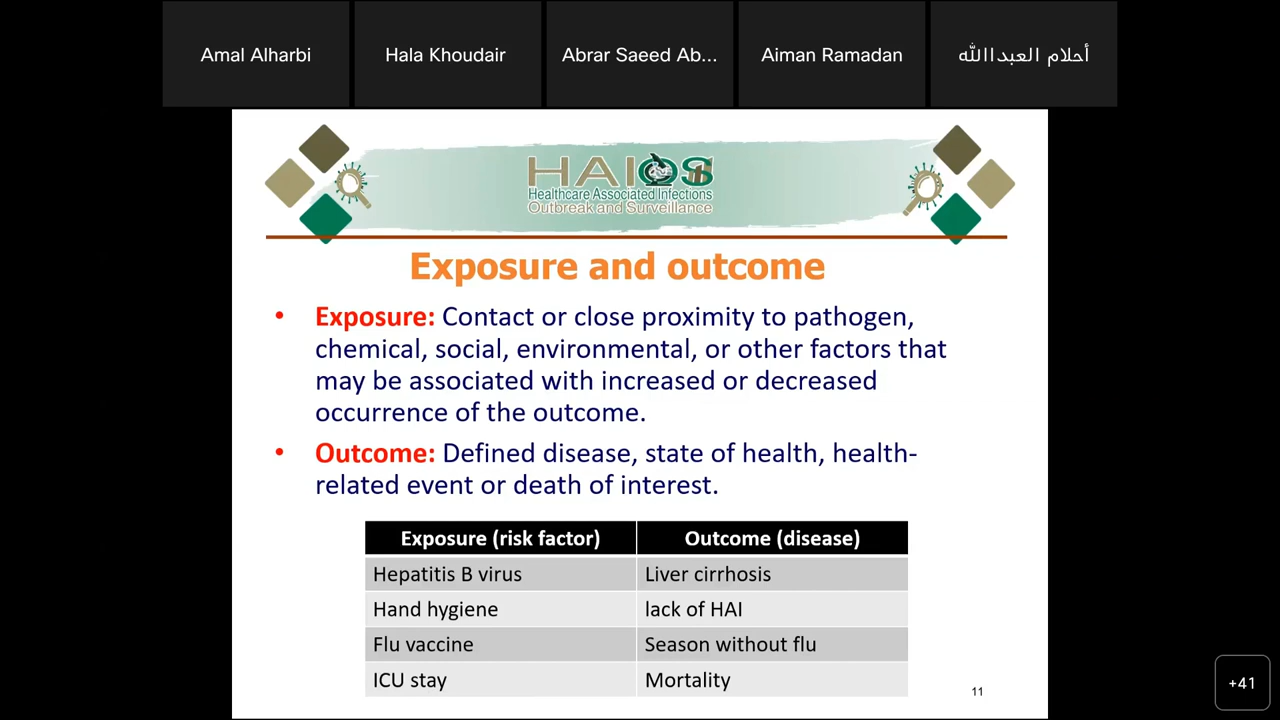 Amal Alharbi
Hala Khoudair
Abrar Saeed Ab...
Aiman Ramadan
أحلام العبداالله
HAIOS
Healthcare Associated Infections
Outbreak and Surveillance
Exposure and outcome
• Exposure: Contact or close proximity to pathogen,
chemical, social, environmental, or other factors that
may be associated with increased or decreased
occurrence of the outcome.
• Outcome: Defined disease, state of health, health-
related event or death of interest.
Exposure (risk factor) Outcome (disease)
Hepatitis B virus Liver cirrhosis
Hand hygiene lack of HAI
Flu vaccine Season without flu
ICU stay Mortality
11
+41